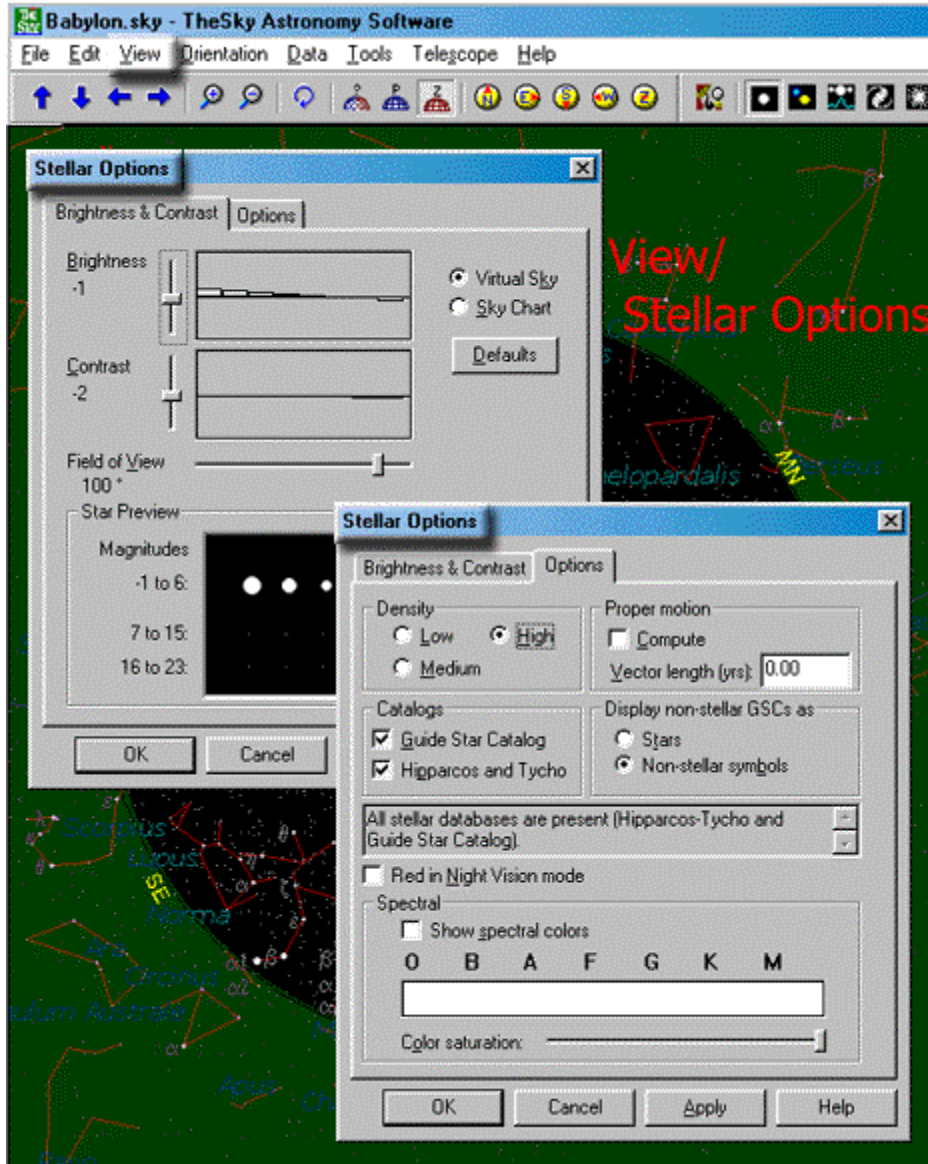 Babylon.sky - TheSky Astronomy Software
File Edit View Orientation Data Tools Telescope Help
Stellar Options
Brightness & Contrast Options
Brightness
-1
Virtual Sky
Sky Chart
Defaults
Contrast
-2
Field of View
100 °
Star Preview
Magnitudes
-1 to 6:
7 to 15:
16 to 23:
OK Cancel
View/
Stellar Options
β
α β
MN
Perseus
elopardalis
Stellar Options
Brightness & Contrast Options
Density
Low High
Medium
Proper motion
Compute
Vector length (yrs): 0.00
Catalogs
Guide Star Catalog
Hipparcos and Tycho
Display non-stellar GSCs as
Stars
Non-stellar symbols
All stellar databases are present (Hipparcos-Tycho and
Guide Star Catalog).
Red in Night Vision mode
Spectral
Show spectral colors
O B A F G K M
Color saturation:
OK Cancel Apply Help
Scorpius
Lupus
SE
Norma
Ara
Circinus
ulum Australe
Apus